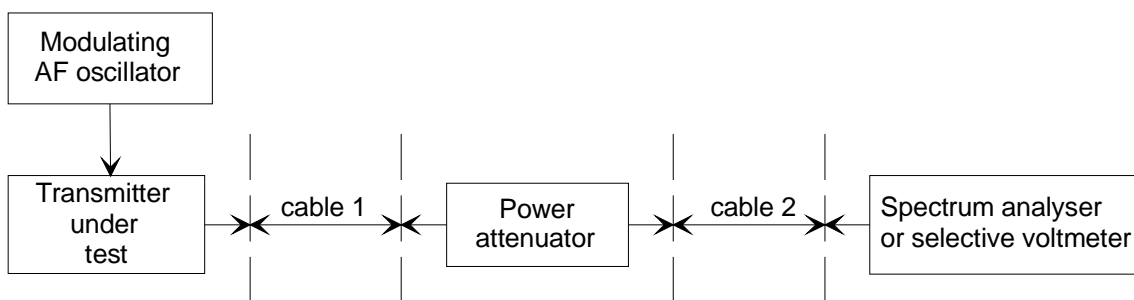 Modulating
AF oscillator
Transmitter
under
test
cable 1
Power
attenuator
cable 2
Spectrum analyser
or selective voltmeter